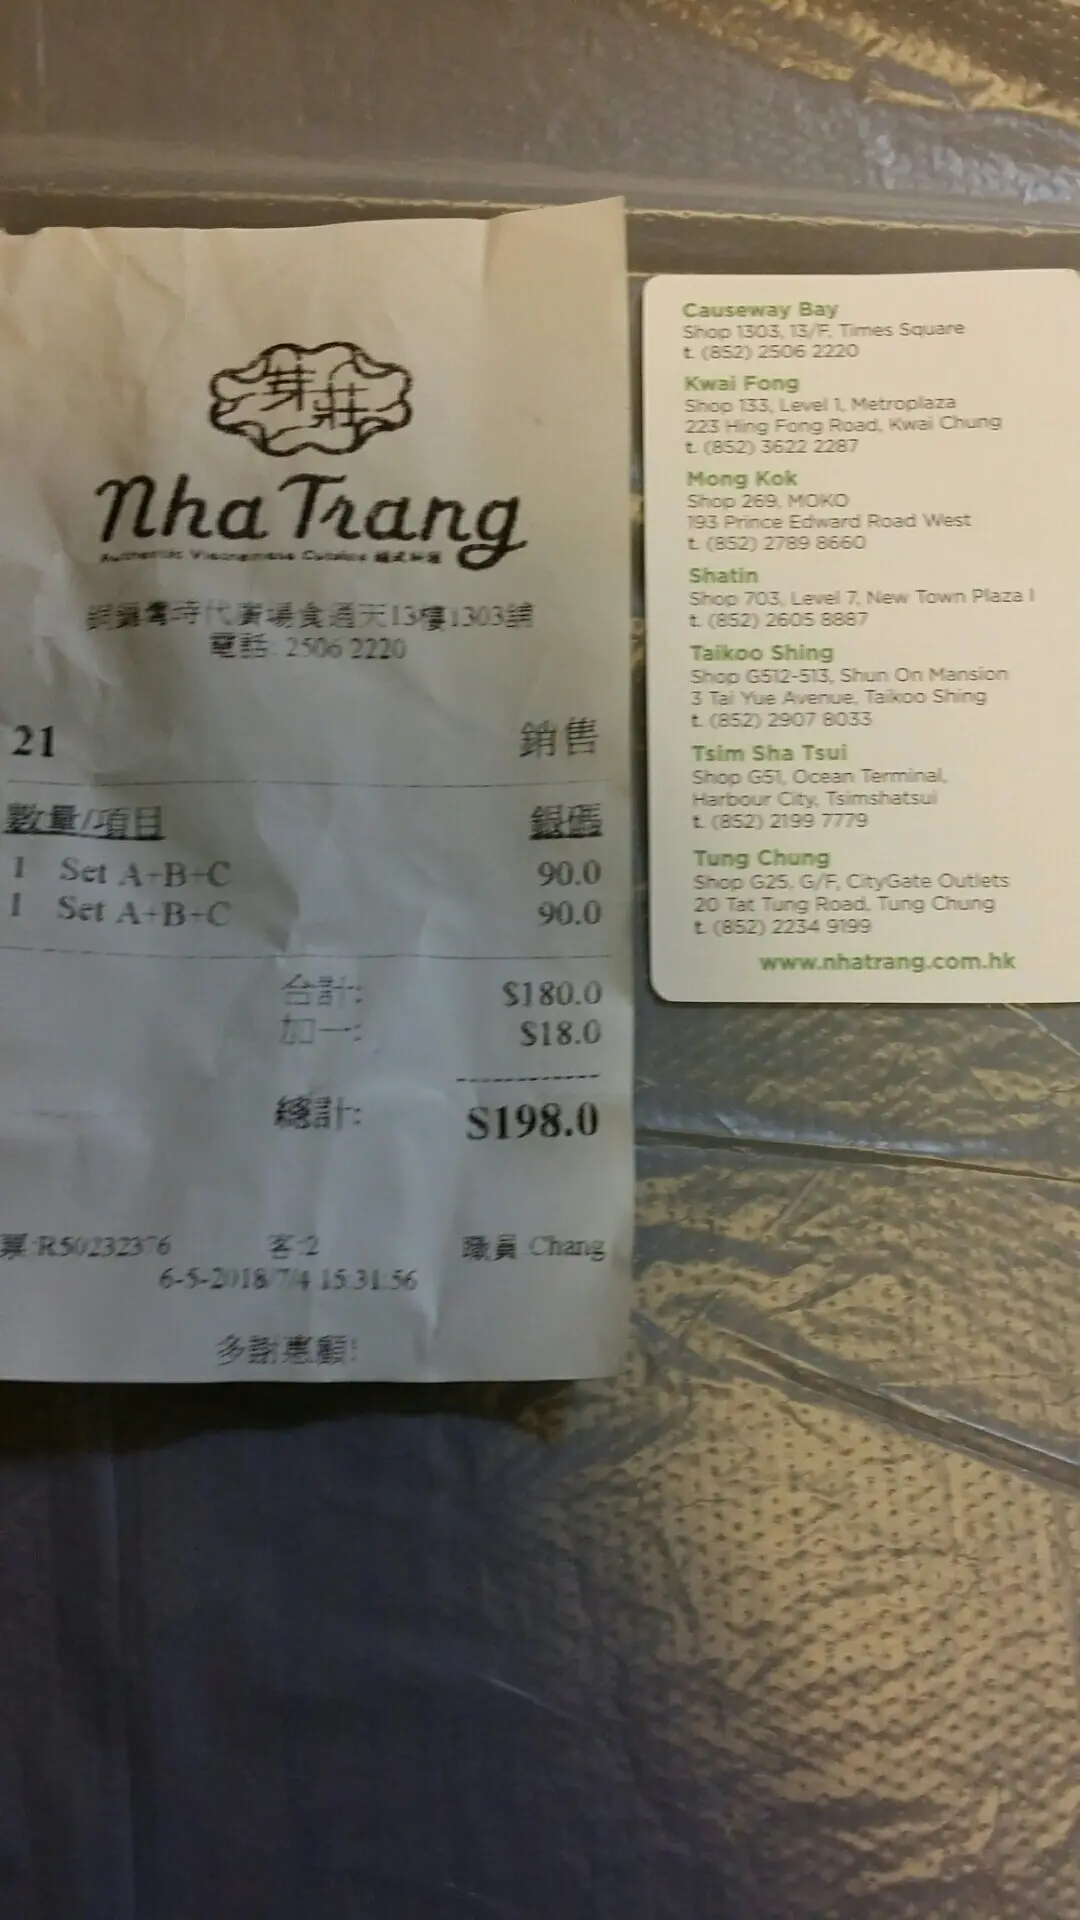 芽莊
Nha Trang
Authentic Vietnamese Cuisine 越式料理
銅鑼灣時代廣場食通天13樓1303舖
電話: 2506 2220
21 銷售
數量/項目 銀碼
1 Set A+B+C 90.0
1 Set A+B+C 90.0
合計: $180.0
加一: $18.0
總計: $198.0
票:R50232376 客:2 職員:Chang
6-5-2018/7/4 15:31:56
多謝惠顧!
Causeway Bay
Shop 1303, 13/F, Times Square
t. (852) 2506 2220
Kwai Fong
Shop 133, Level 1, Metroplaza
223 Hing Fong Road, Kwai Chung
t. (852) 3622 2287
Mong Kok
Shop 269, MOKO
193 Prince Edward Road West
t. (852) 2789 8660
Shatin
Shop 703, Level 7, New Town Plaza I
t. (852) 2605 8887
Taikoo Shing
Shop G512-513, Shun On Mansion
3 Tai Yue Avenue, Taikoo Shing
t. (852) 2907 8033
Tsim Sha Tsui
Shop G51, Ocean Terminal,
Harbour City, Tsimshatsui
t. (852) 2199 7779
Tung Chung
Shop G25, G/F, CityGate Outlets
20 Tat Tung Road, Tung Chung
t. (852) 2234 9199
www.nhatrang.com.hk